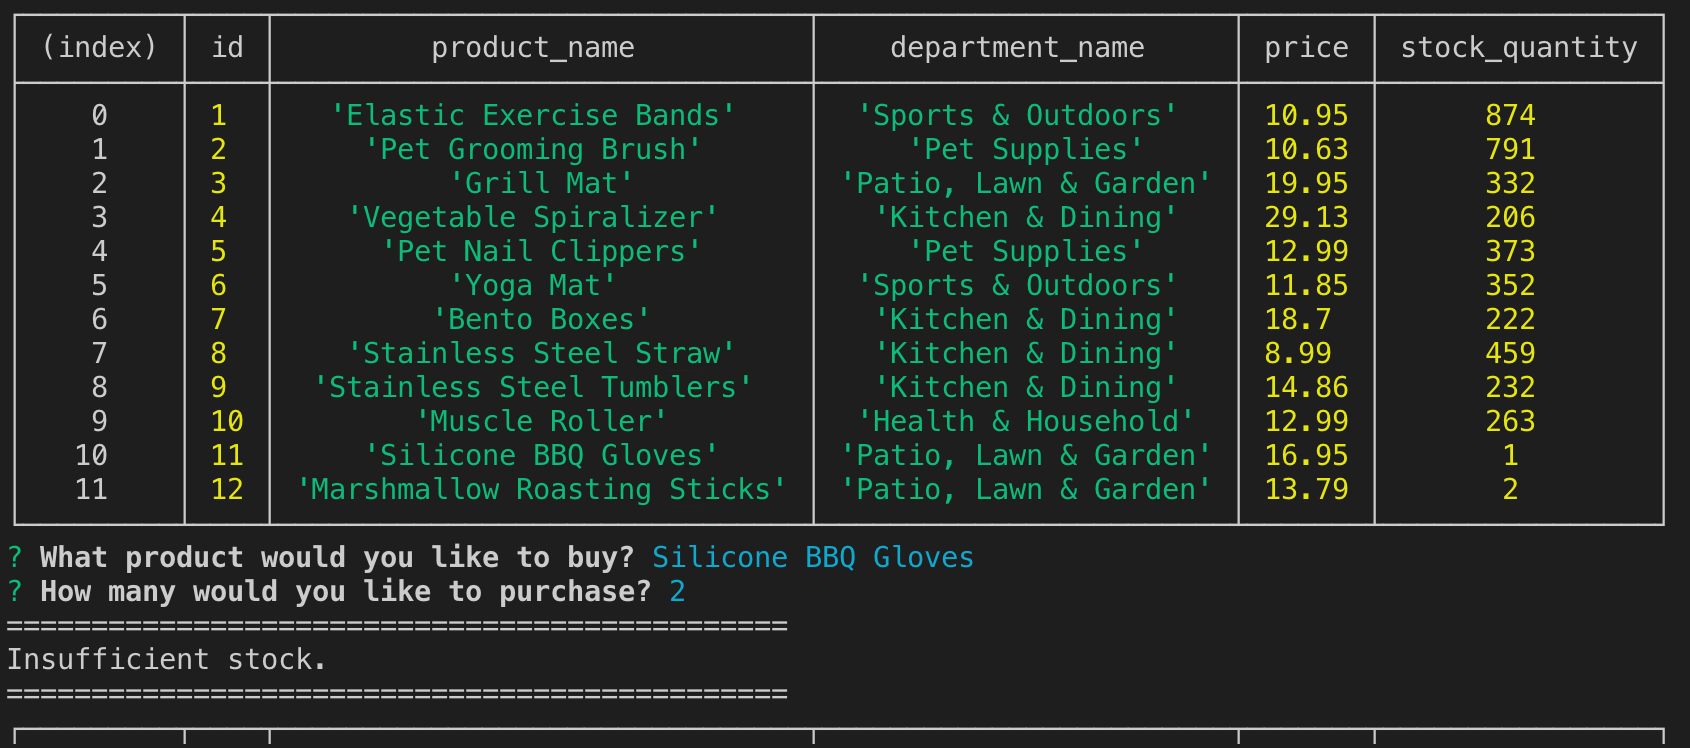 (index) id product_name department_name price stock_quantity
0 1 'Elastic Exercise Bands' 'Sports & Outdoors' 10.95 874
1 2 'Pet Grooming Brush' 'Pet Supplies' 10.63 791
2 3 'Grill Mat' 'Patio, Lawn & Garden' 19.95 332
3 4 'Vegetable Spiralizer' 'Kitchen & Dining' 29.13 206
4 5 'Pet Nail Clippers' 'Pet Supplies' 12.99 373
5 6 'Yoga Mat' 'Sports & Outdoors' 11.85 352
6 7 'Bento Boxes' 'Kitchen & Dining' 18.7 222
7 8 'Stainless Steel Straw' 'Kitchen & Dining' 8.99 459
8 9 'Stainless Steel Tumblers' 'Kitchen & Dining' 14.86 232
9 10 'Muscle Roller' 'Health & Household' 12.99 263
10 11 'Silicone BBQ Gloves' 'Patio, Lawn & Garden' 16.95 1
11 12 'Marshmallow Roasting Sticks' 'Patio, Lawn & Garden' 13.79 2
? What product would you like to buy? Silicone BBQ Gloves
? How many would you like to purchase? 2
==============================================
Insufficient stock.
==============================================